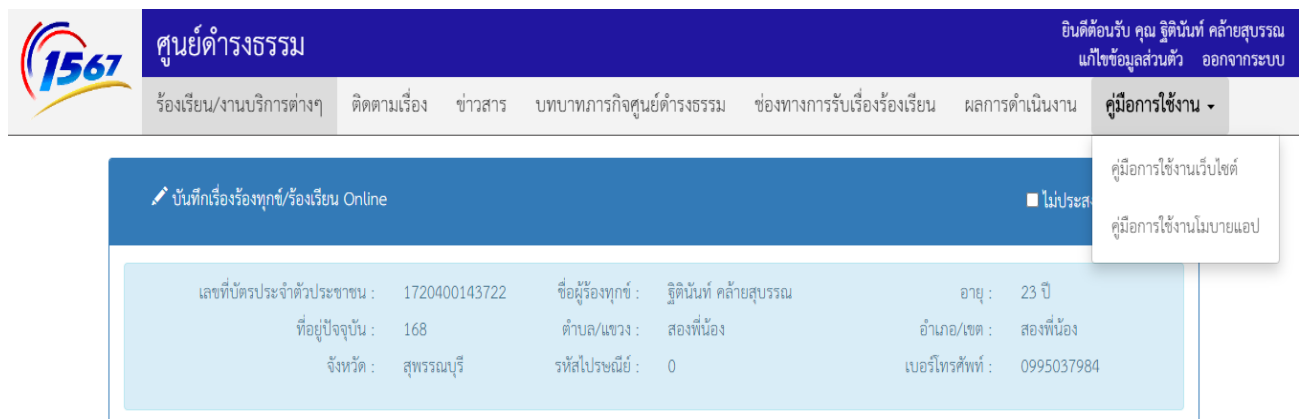 1567
ศูนย์ดำรงธรรม
ยินดีต้อนรับ คุณ ฐิตินันท์ คล้ายสุบรรณ
แก้ไขข้อมูลส่วนตัว ออกจากระบบ
ร้องเรียน/งานบริการต่างๆ ติดตามเรื่อง ข่าวสาร บทบาทภารกิจศูนย์ดำรงธรรม ช่องทางการรับเรื่องร้องเรียน ผลการดำเนินงาน คู่มือการใช้งาน
คู่มือการใช้งานเว็บไซต์
บันทึกเรื่องร้องทุกข์/ร้องเรียน Online ไม่ประส
คู่มือการใช้งานโมบายแอป
เลขที่บัตรประจำตัวประชาชน : 1720400143722 ชื่อผู้ร้องทุกข์ : ฐิตินันท์ คล้ายสุบรรณ อายุ : 23 ปี
ที่อยู่ปัจจุบัน : 168 ตำบล/แขวง : สองพี่น้อง อำเภอ/เขต : สองพี่น้อง
จังหวัด : สุพรรณบุรี รหัสไปรษณีย์ : 0 เบอร์โทรศัพท์ : 0995037984